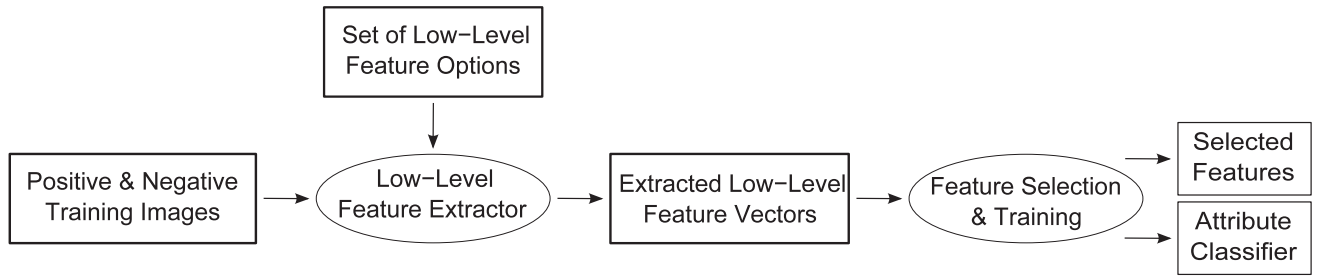 Set of Low−Level
Feature Options
Positive & Negative
Training Images
Low−Level
Feature Extractor
Extracted Low−Level
Feature Vectors
Feature Selection
& Training
Selected
Features
Attribute
Classifier